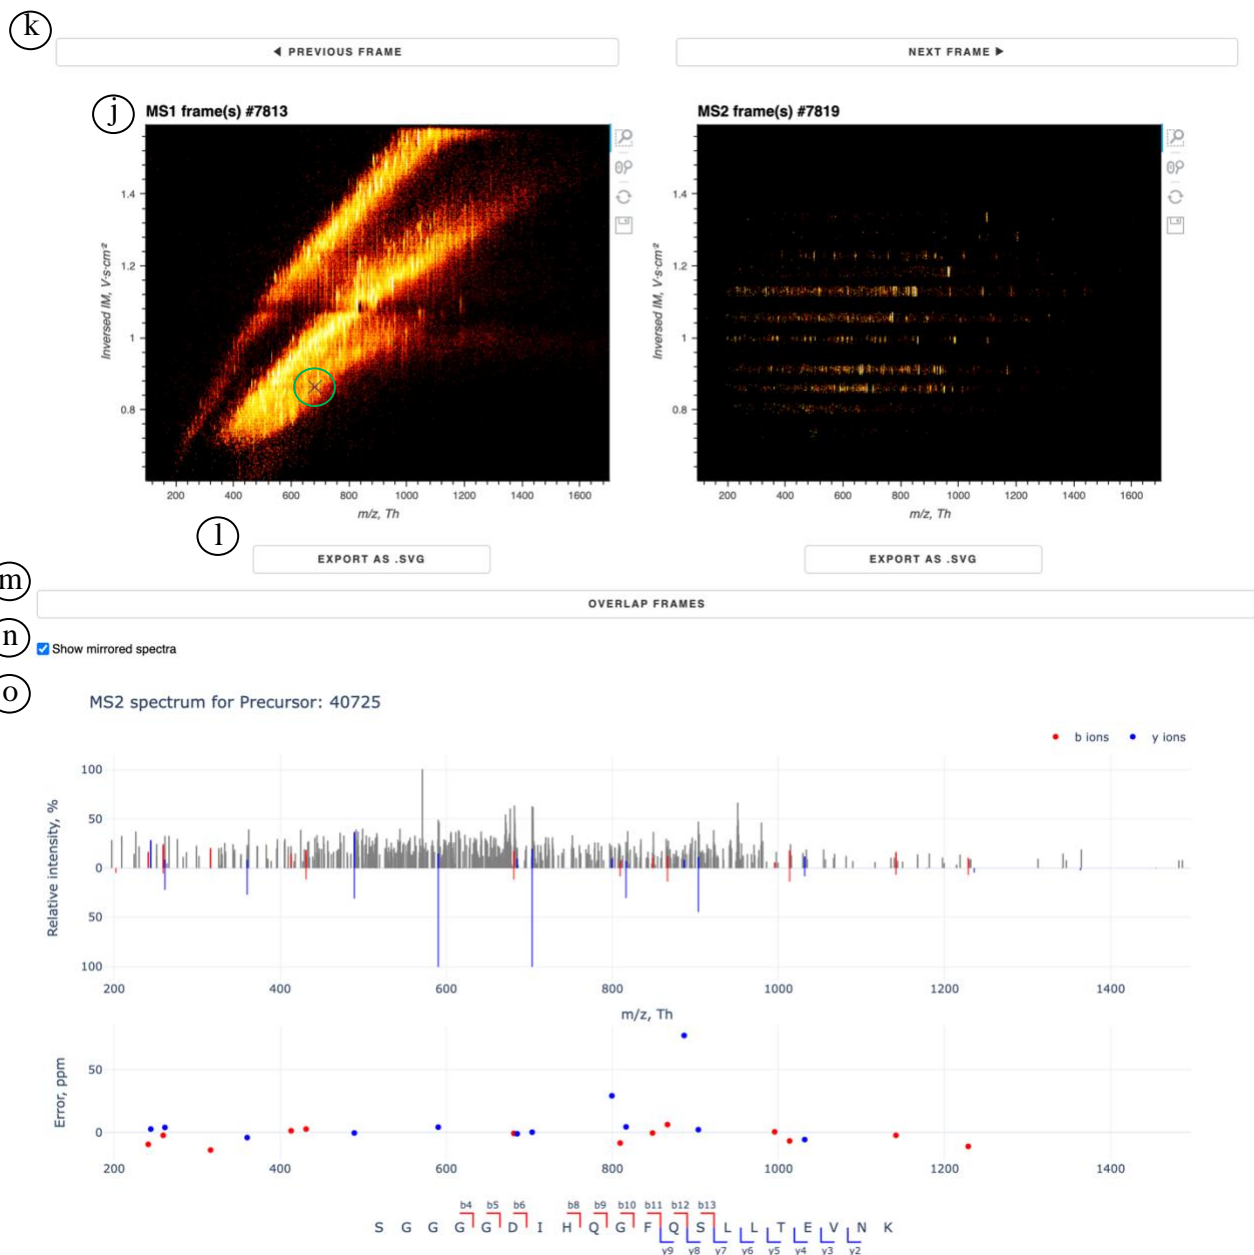 k
◀ PREVIOUS FRAME
NEXT FRAME ▶
j
MS1 frame(s) #7813
MS2 frame(s) #7819
1.4
1.2
1
0.8
Inversed IM, V·s·cm⁻²
200 400 600 800 1000 1200 1400 1600
m/z, Th
1.4
1.2
1
0.8
Inversed IM, V·s·cm⁻²
200 400 600 800 1000 1200 1400 1600
m/z, Th
l
EXPORT AS .SVG
EXPORT AS .SVG
m
OVERLAP FRAMES
n
Show mirrored spectra
o
MS2 spectrum for Precursor: 40725
b ions y ions
100
50
0
50
100
Relative intensity, %
200 400 600 800 1000 1200 1400
m/z, Th
50
0
Error, ppm
200 400 600 800 1000 1200 1400
b4 b5 b6 b8 b9 b10 b11 b12 b13
S G G G G D I H Q G F Q S L L T E V N K
y9 y8 y7 y6 y5 y4 y3 y2